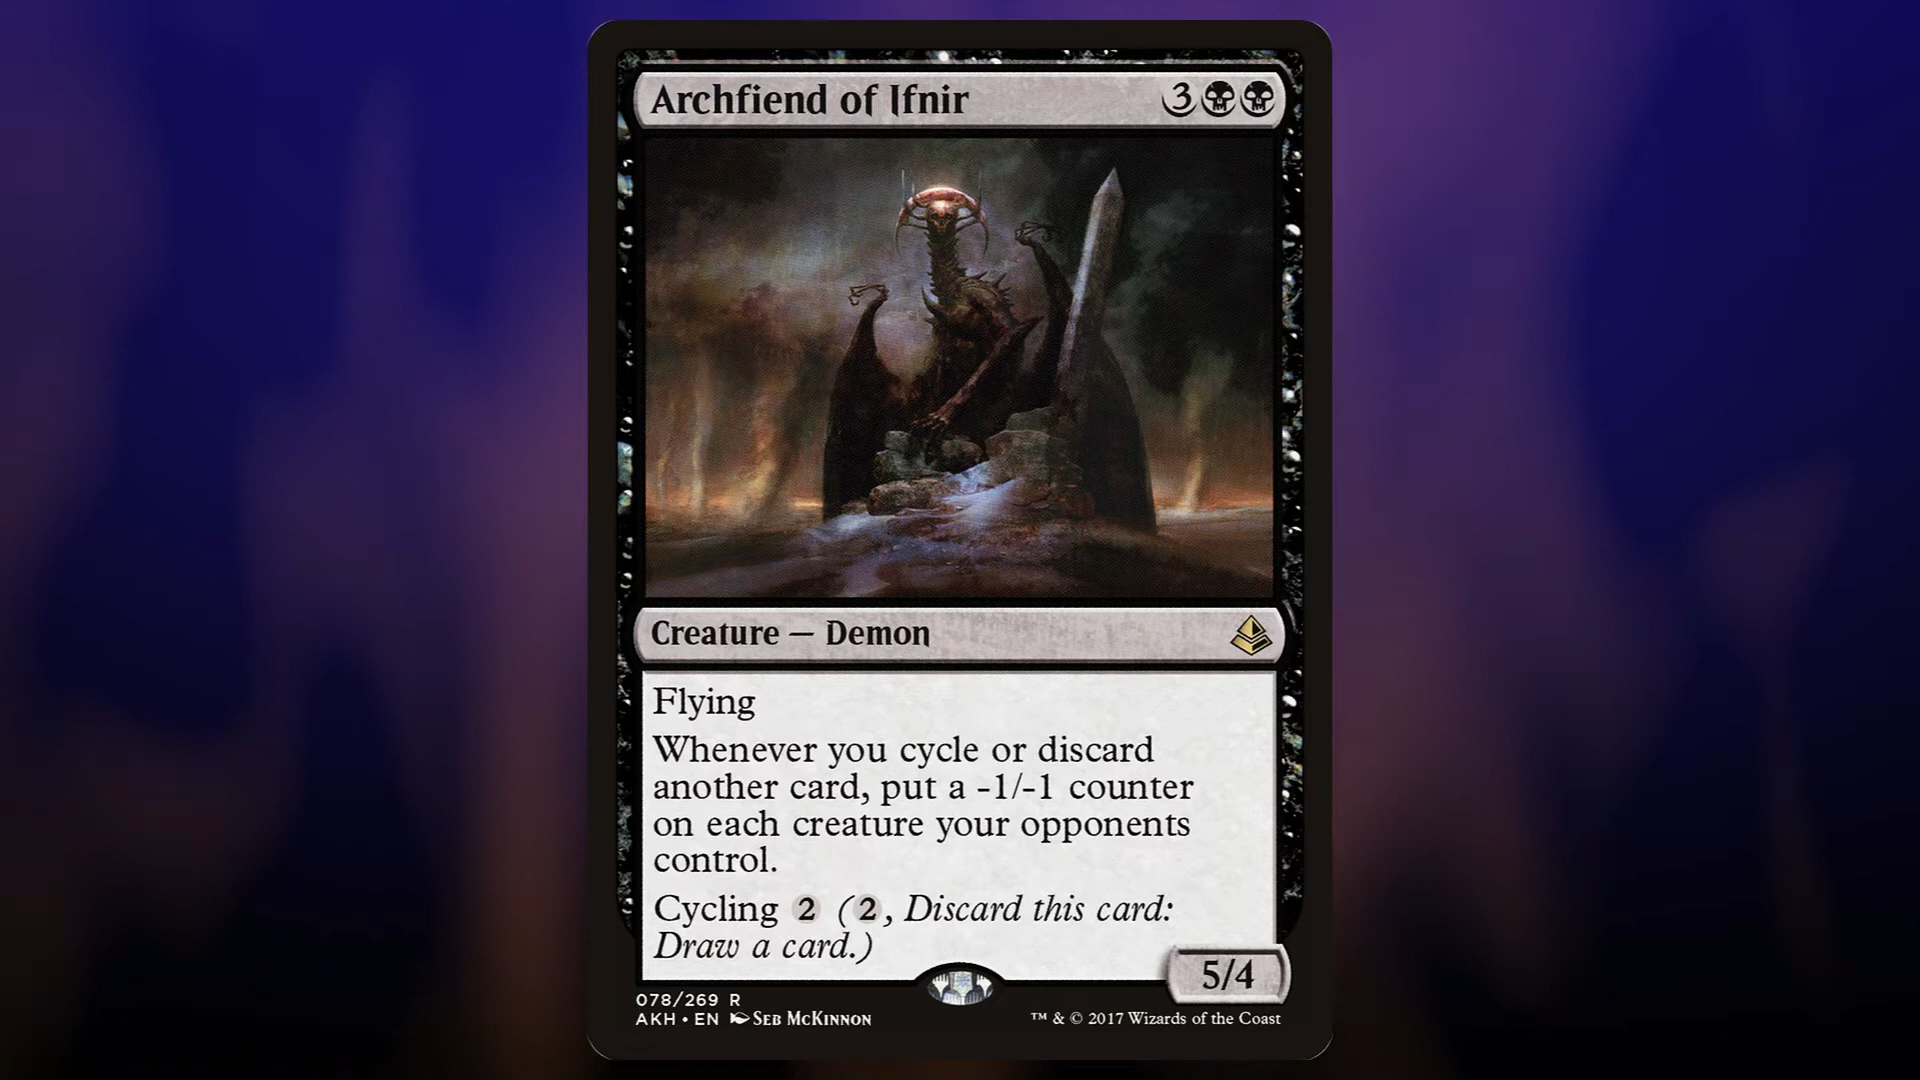 Archfiend of Ifnir 3
Creature — Demon
Flying
Whenever you cycle or discard
another card, put a -1/-1 counter
on each creature your opponents
control.
Cycling 2 (2, Discard this card:
Draw a card.)
5/4
078/269 R
AKH • EN Seb McKinnon
™ & © 2017 Wizards of the Coast